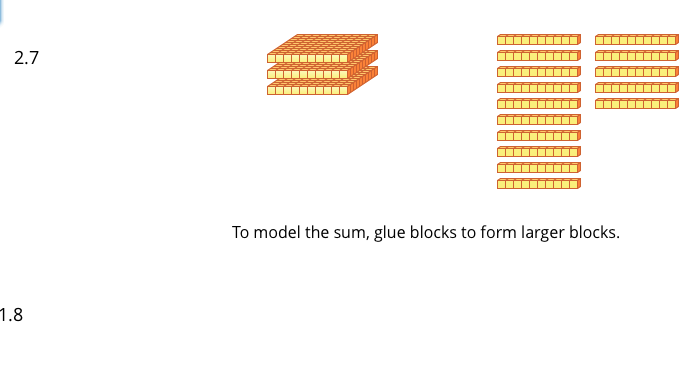 2.7
To model the sum, glue blocks to form larger blocks.
1.8